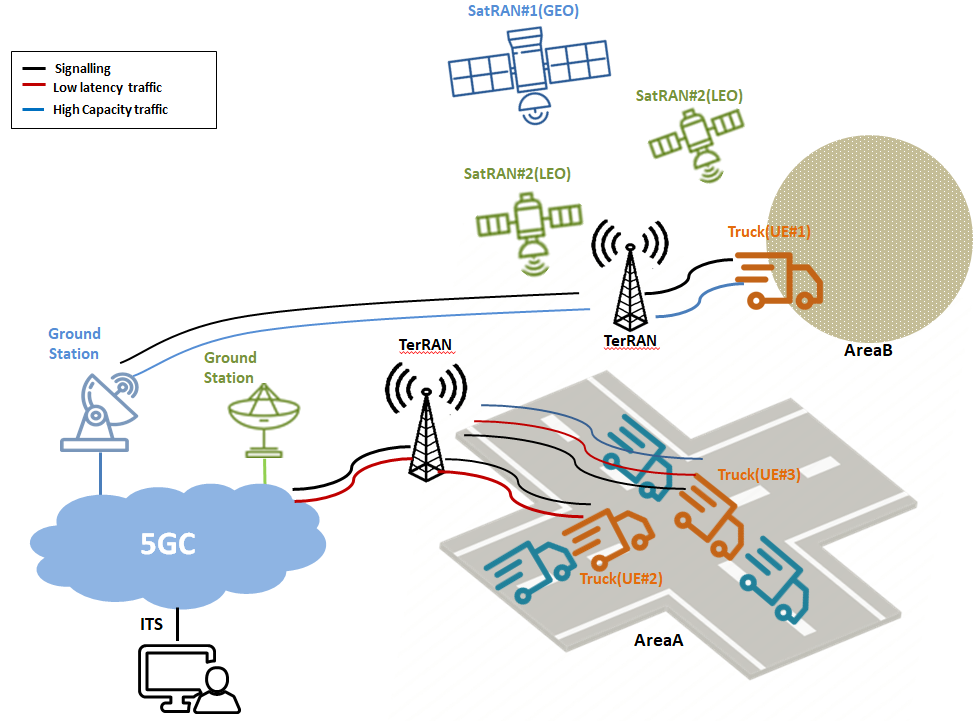 SatRAN#1(GEO)
Signalling
Low latency traffic
High Capacity traffic
SatRAN#2(LEO)
SatRAN#2(LEO)
Truck(UE#1)
Ground
Station
TerRAN
TerRAN
AreaB
Ground
Station
Truck(UE#3)
5GC
Truck(UE#2)
ITS
AreaA